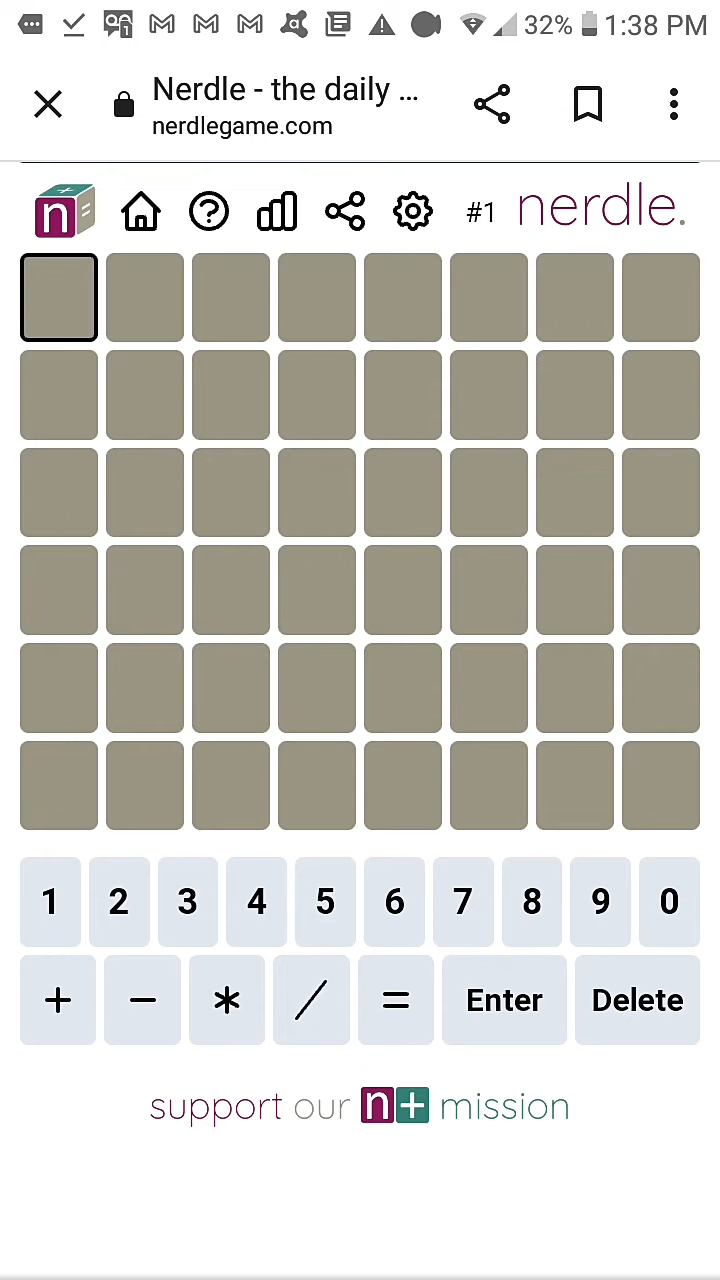 32% 1:38 PM
Nerdle - the daily ...
nerdlegame.com
n = #1 nerdle.
1 2 3 4 5 6 7 8 9 0
+ - * / = Enter Delete
support our n+ mission